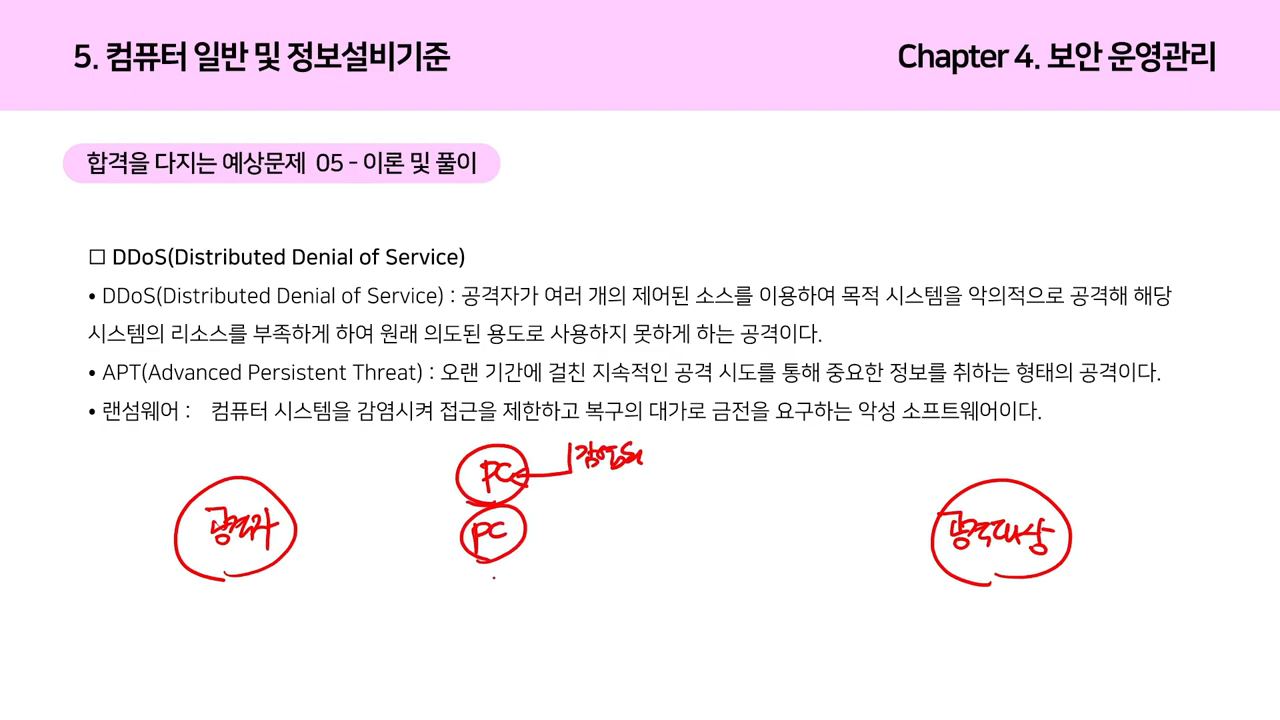 5. 컴퓨터 일반 및 정보설비기준
Chapter 4. 보안 운영관리
합격을 다지는 예상문제 05 - 이론 및 풀이
□ DDoS(Distributed Denial of Service)
• DDoS(Distributed Denial of Service) : 공격자가 여러 개의 제어된 소스를 이용하여 목적 시스템을 악의적으로 공격해 해당
시스템의 리소스를 부족하게 하여 원래 의도된 용도로 사용하지 못하게 하는 공격이다.
• APT(Advanced Persistent Threat) : 오랜 기간에 걸친 지속적인 공격 시도를 통해 중요한 정보를 취하는 형태의 공격이다.
• 랜섬웨어 : 컴퓨터 시스템을 감염시켜 접근을 제한하고 복구의 대가로 금전을 요구하는 악성 소프트웨어이다.
PC
공격자
PC
공격대상